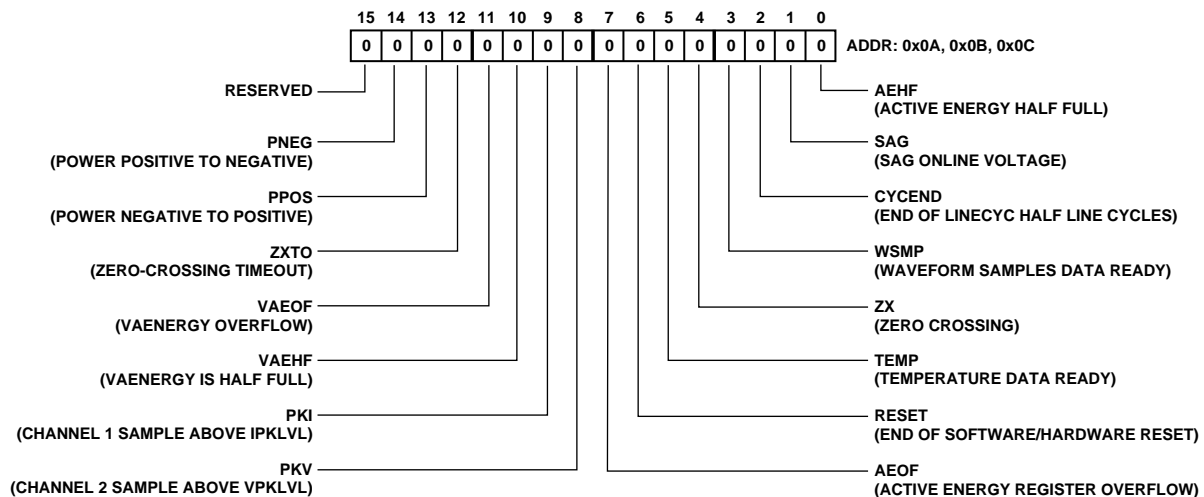 15 14 13 12 11 10 9 8 7 6 5 4 3 2 1 0
0 0 0 0 0 0 0 0 0 0 0 0 0 0 0 0 ADDR: 0x0A, 0x0B, 0x0C
RESERVED
PNEG
(POWER POSITIVE TO NEGATIVE)
PPOS
(POWER NEGATIVE TO POSITIVE)
ZXTO
(ZERO-CROSSING TIMEOUT)
VAEOF
(VAENERGY OVERFLOW)
VAEHF
(VAENERGY IS HALF FULL)
PKI
(CHANNEL 1 SAMPLE ABOVE IPKLVL)
PKV
(CHANNEL 2 SAMPLE ABOVE VPKLVL)
AEHF
(ACTIVE ENERGY HALF FULL)
SAG
(SAG ONLINE VOLTAGE)
CYCEND
(END OF LINECYC HALF LINE CYCLES)
WSMP
(WAVEFORM SAMPLES DATA READY)
ZX
(ZERO CROSSING)
TEMP
(TEMPERATURE DATA READY)
RESET
(END OF SOFTWARE/HARDWARE RESET)
AEOF
(ACTIVE ENERGY REGISTER OVERFLOW)